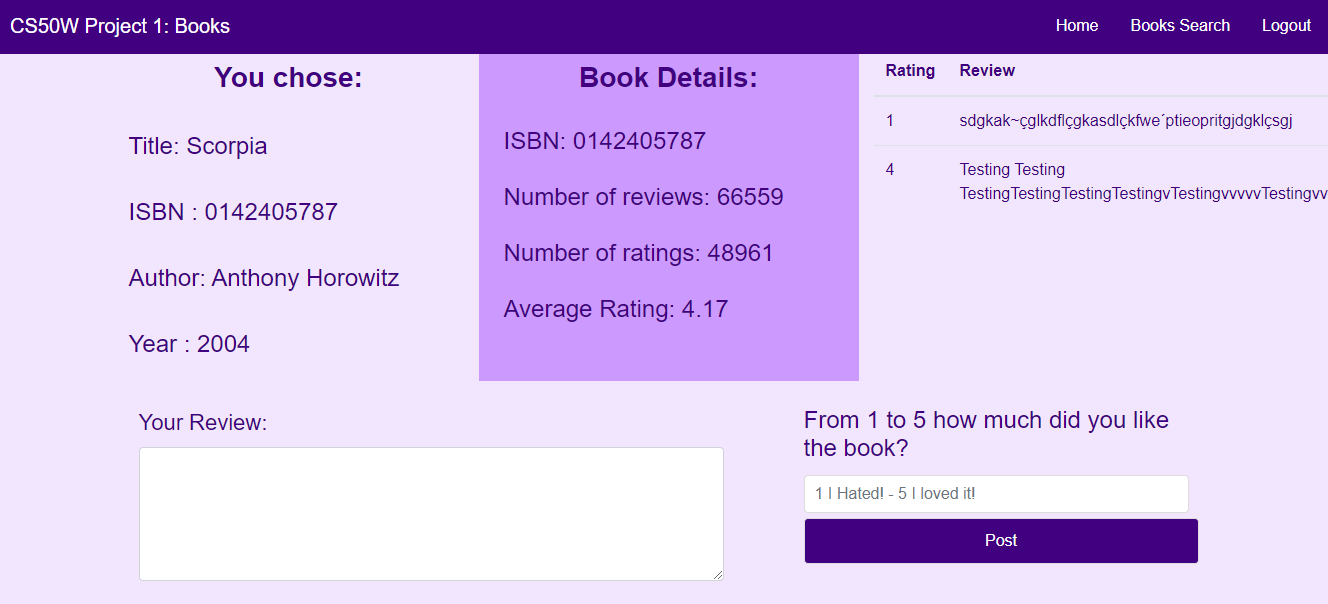 CS50W Project 1: Books
Home
Books Search
Logout
You chose:
Title: Scorpia
ISBN : 0142405787
Author: Anthony Horowitz
Year : 2004
Book Details:
ISBN: 0142405787
Number of reviews: 66559
Number of ratings: 48961
Average Rating: 4.17
Rating Review
1 sdgkak~çglkdflçgkasdlçkfwe´ptieopritgjdgklçsgj
4 Testing Testing
TestingTestingTestingTestingvTestingvvvvvTestingvv
Your Review:
From 1 to 5 how much did you like
the book?
1 I Hated! - 5 I loved it!
Post